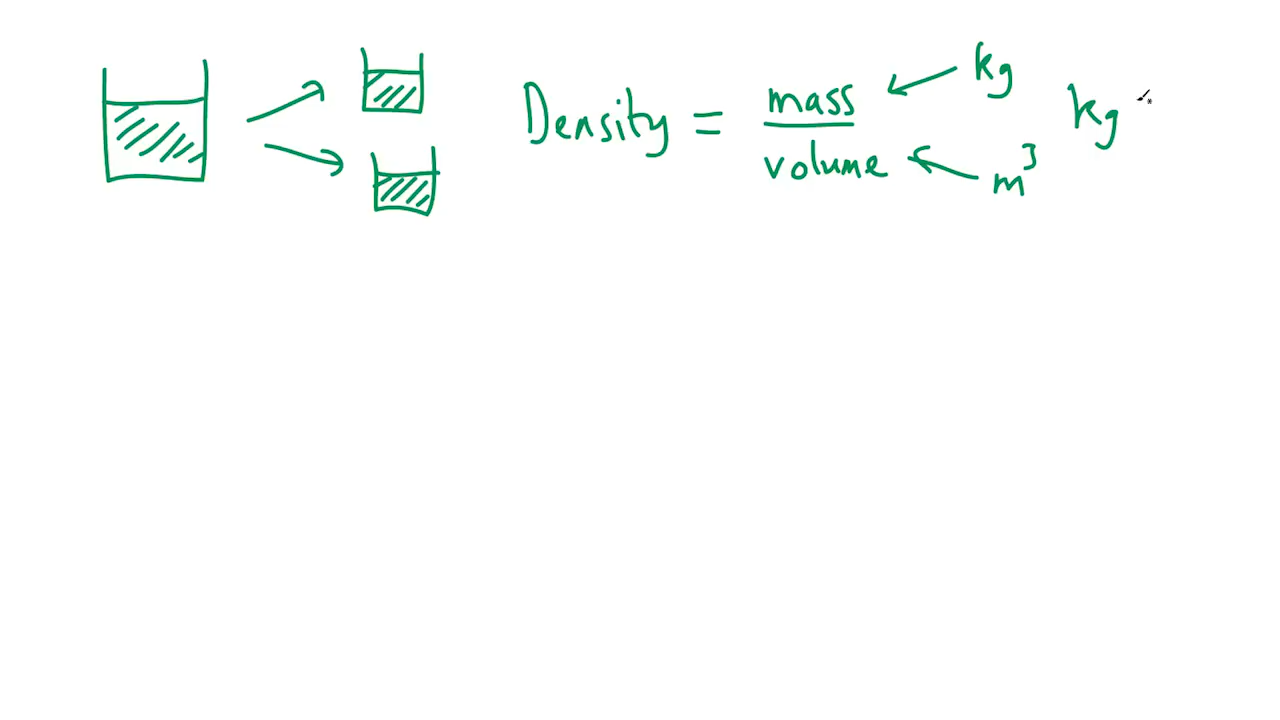 Density = mass / volume
kg
m³
kg